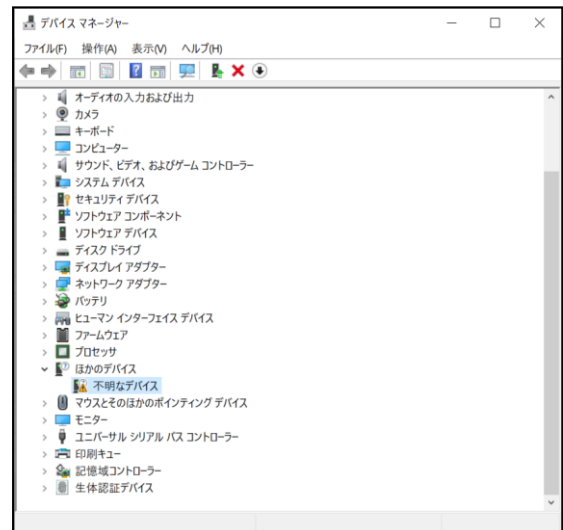 デバイス マネージャー
ファイル(F) 操作(A) 表示(V) ヘルプ(H)
オーディオの入力および出力
カメラ
キーボード
コンピューター
サウンド、ビデオ、およびゲーム コントローラー
システム デバイス
セキュリティ デバイス
ソフトウェア コンポーネント
ソフトウェア デバイス
ディスク ドライブ
ディスプレイ アダプター
ネットワーク アダプター
バッテリ
ヒューマン インターフェイス デバイス
ファームウェア
プロセッサ
ほかのデバイス
不明なデバイス
マウスとそのほかのポインティング デバイス
モニター
ユニバーサル シリアル バス コントローラー
印刷キュー
記憶域コントローラー
生体認証デバイス